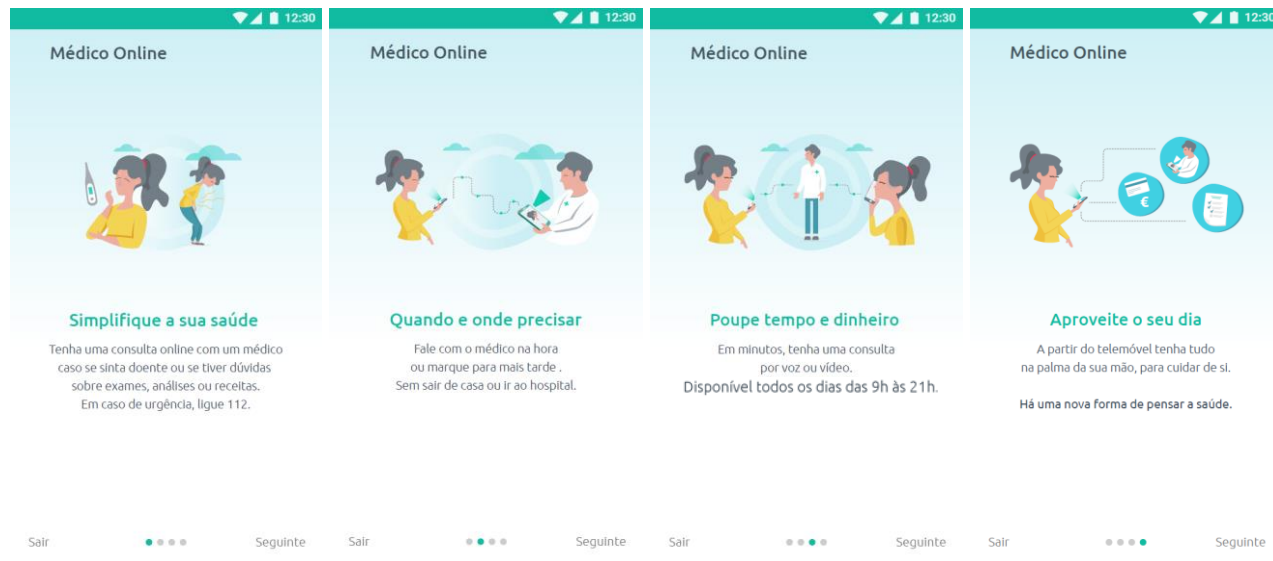 12:30
Médico Online
Simplifique a sua saúde
Tenha uma consulta online com um médico
caso se sinta doente ou se tiver dúvidas
sobre exames, análises ou receitas.
Em caso de urgência, ligue 112.
Sair
Seguinte
12:30
Médico Online
Quando e onde precisar
Fale com o médico na hora
ou marque para mais tarde .
Sem sair de casa ou ir ao hospital.
Sair
Seguinte
12:30
Médico Online
Poupe tempo e dinheiro
Em minutos, tenha uma consulta
por voz ou vídeo.
Disponível todos os dias das 9h às 21h.
Sair
Seguinte
12:30
Médico Online
€
Aproveite o seu dia
A partir do telemóvel tenha tudo
na palma da sua mão, para cuidar de si.
Há uma nova forma de pensar a saúde.
Sair
Seguinte